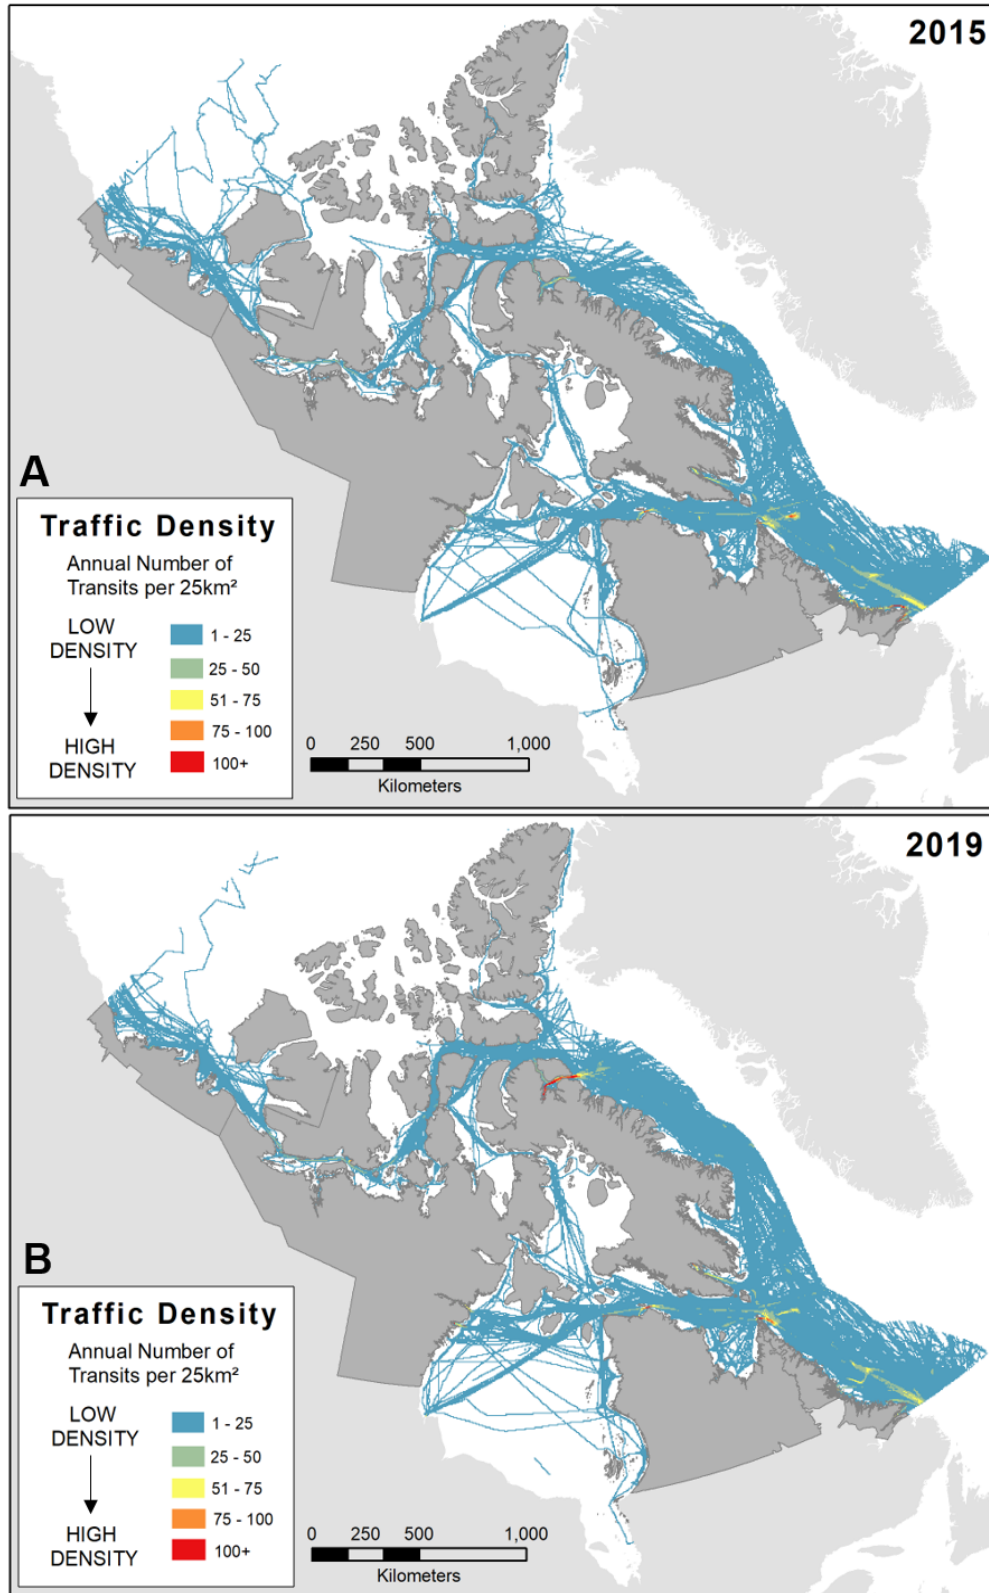 2015
A
Traffic Density
Annual Number of
Transits per 25km²
LOW
DENSITY
HIGH
DENSITY
1 - 25
25 - 50
51 - 75
75 - 100
100+
0 250 500 1,000
Kilometers
2019
B
Traffic Density
Annual Number of
Transits per 25km²
LOW
DENSITY
HIGH
DENSITY
1 - 25
25 - 50
51 - 75
75 - 100
100+
0 250 500 1,000
Kilometers